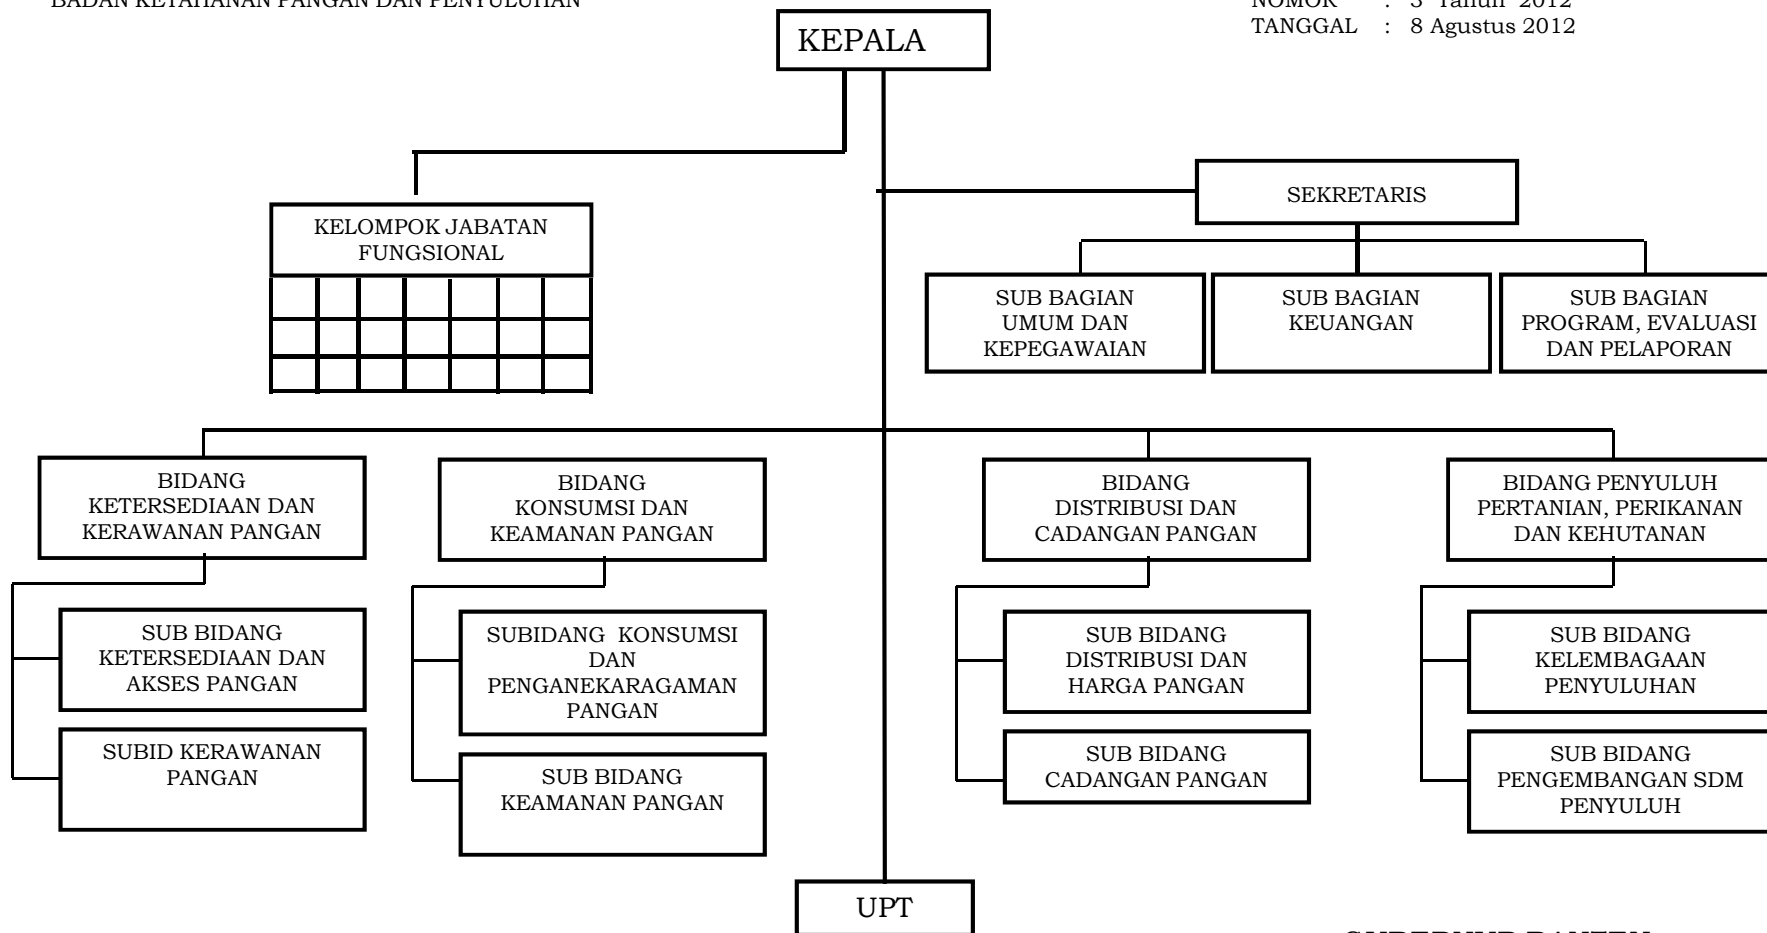 BADAN KETAHANAN PANGAN DAN PENYULUHAN
NOMOR : 3 Tahun 2012
TANGGAL : 8 Agustus 2012
KEPALA
SEKRETARIS
KELOMPOK JABATAN
FUNGSIONAL
SUB BAGIAN
UMUM DAN
KEPEGAWAIAN
SUB BAGIAN
KEUANGAN
SUB BAGIAN
PROGRAM, EVALUASI
DAN PELAPORAN
BIDANG
KETERSEDIAAN DAN
KERAWANAN PANGAN
BIDANG
KONSUMSI DAN
KEAMANAN PANGAN
BIDANG
DISTRIBUSI DAN
CADANGAN PANGAN
BIDANG PENYULUH
PERTANIAN, PERIKANAN
DAN KEHUTANAN
SUB BIDANG
KETERSEDIAAN DAN
AKSES PANGAN
SUBIDANG KONSUMSI
DAN
PENGANEKARAGAMAN
PANGAN
SUB BIDANG
DISTRIBUSI DAN
HARGA PANGAN
SUB BIDANG
KELEMBAGAAN
PENYULUHAN
SUBID KERAWANAN
PANGAN
SUB BIDANG
KEAMANAN PANGAN
SUB BIDANG
CADANGAN PANGAN
SUB BIDANG
PENGEMBANGAN SDM
PENYULUH
UPT
GUBERNUR BANTEN